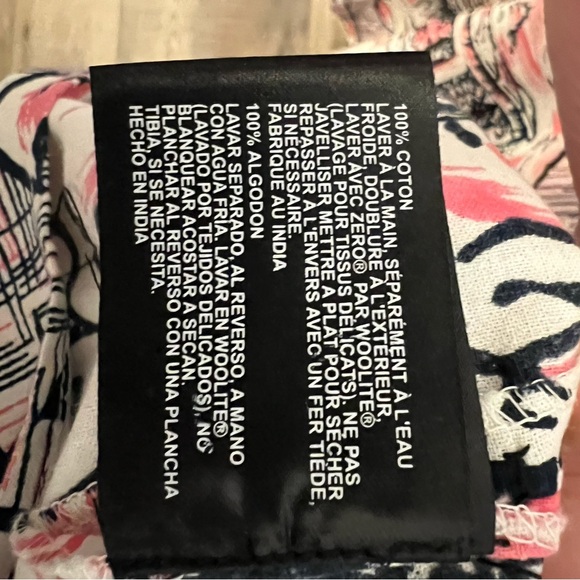 100% COTON
LAVER À LA MAIN, SÉPARÉMENT À L'EAU
FROIDE, DOUBLURE À L'EXTÉRIEUR,
LAVER AVEC ZERO® PAR WOOLITE®
(LAVAGE POUR TISSUS DÉLICATS). NE PAS
JAVELLISER METTRE A PLAT POUR SÉCHER
REPASSER À L'ENVERS AVEC UN FER TIÈDE,
SI NÉCESSAIRE.
FABRIQUÉ AU INDIA
100% ALGODON
LAVAR SEPARADO, AL REVERSO, A MANO
CON AGUA FRIA. LAVAR EN WOOLITE®
(LAVADO POR TEJIDOS DELICADOS), NO
BLANQUEAR ACOSTAR A SECAN.
PLANCHAR AL REVERSO CON UNA PLANCHA
TIBIA, SI SE NECESITA.
HECHO EN INDIA